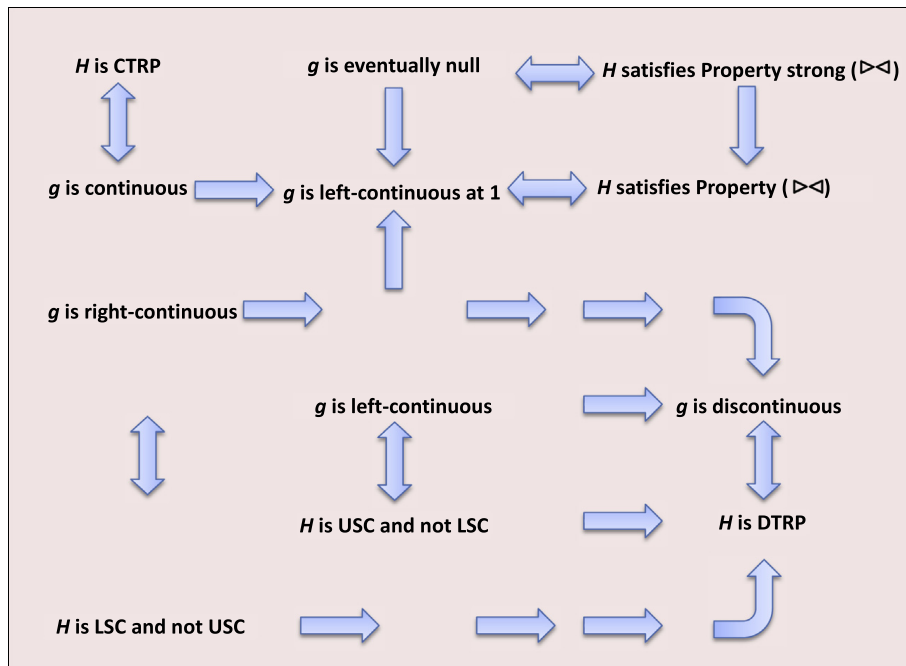 H is CTRP
g is eventually null
H satisfies Property strong (▷◁)
g is continuous
g is left-continuous at 1
H satisfies Property (▷◁)
g is right-continuous
g is left-continuous
g is discontinuous
H is USC and not LSC
H is DTRP
H is LSC and not USC